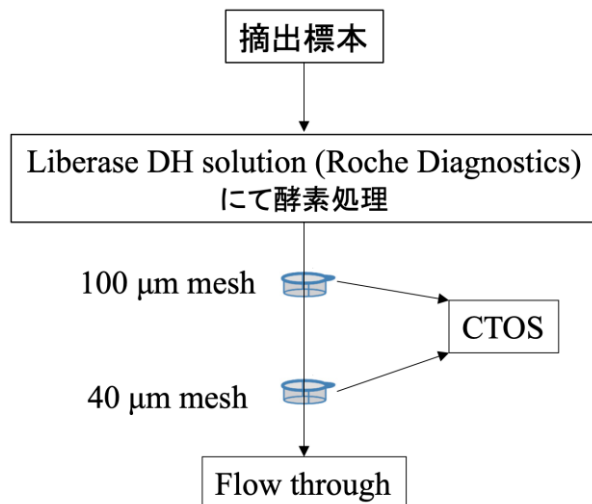 摘出標本
Liberase DH solution (Roche Diagnostics)
にて酵素処理
100 μm mesh
CTOS
40 μm mesh
Flow through